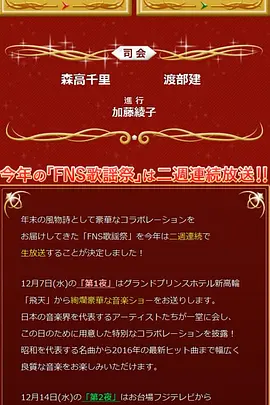 司会
森高千里 渡部建
進行
加藤綾子
今年の「FNS歌謡祭」は二週連続放送!!
年末の風物詩として豪華なコラボレーションを
お届けしてきた「FNS歌謡祭」を今年は二週連続で
生放送することが決定しました！
12月7日(水)の「第1夜」はグランドプリンスホテル新高輪
「飛天」から絢爛豪華な音楽ショーをお送りします。
日本の音楽界を代表するアーティストたちが一堂に会し、
この日のために用意した特別なコラボレーションを披露！
昭和を代表する名曲から2016年の最新ヒット曲まで幅広く
良質な音楽をお楽しみいただけます。
12月14日(水)の「第2夜」はお台場フジテレビから